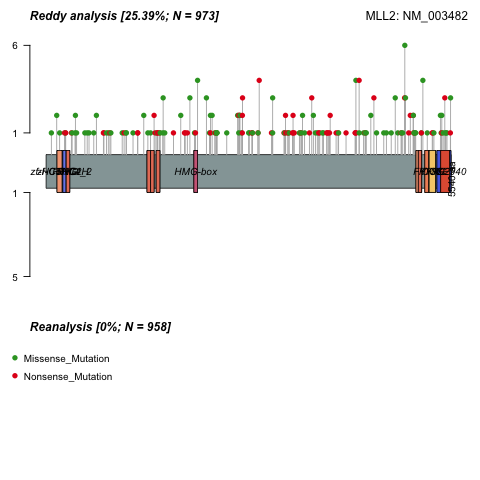 Reddy analysis [25.39%; N = 973]
MLL2: NM_003482
6
1
HMG-box
1
5
Reanalysis [0%; N = 958]
Missense_Mutation
Nonsense_Mutation